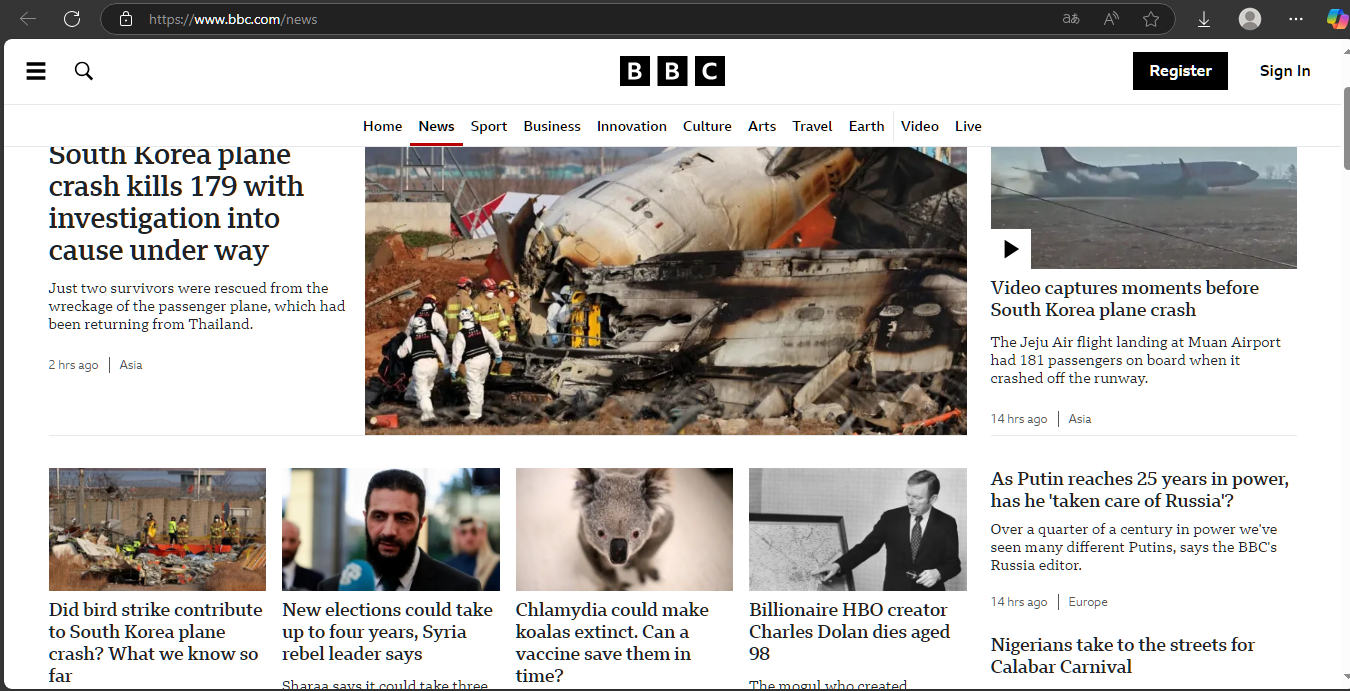 https://www.bbc.com/news
BBC
Register
Sign In
Home News Sport Business Innovation Culture Arts Travel Earth Video Live
South Korea plane
crash kills 179 with
investigation into
cause under way
Just two survivors were rescued from the
wreckage of the passenger plane, which had
been returning from Thailand.
2 hrs ago | Asia
Video captures moments before
South Korea plane crash
The Jeju Air flight landing at Muan Airport
had 181 passengers on board when it
crashed off the runway.
14 hrs ago | Asia
Did bird strike contribute
to South Korea plane
crash? What we know so
far
New elections could take
up to four years, Syria
rebel leader says
Sharaa says it could take three
Chlamydia could make
koalas extinct. Can a
vaccine save them in
time?
Billionaire HBO creator
Charles Dolan dies aged
98
The mogul who created
As Putin reaches 25 years in power,
has he 'taken care of Russia'?
Over a quarter of a century in power we've
seen many different Putins, says the BBC's
Russia editor.
14 hrs ago | Europe
Nigerians take to the streets for
Calabar Carnival